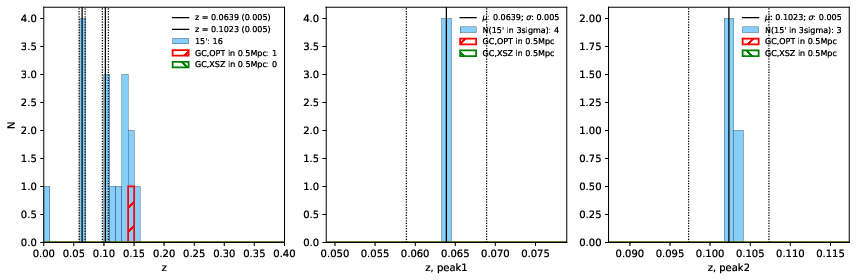 z = 0.0639 (0.005)
z = 0.1023 (0.005)
15': 16
GC,OPT in 0.5Mpc: 1
GC,XSZ in 0.5Mpc: 0
N
4.0
3.5
3.0
2.5
2.0
1.5
1.0
0.5
0.0
0.00 0.05 0.10 0.15 0.20 0.25 0.30 0.35 0.40
z
μ: 0.0639; σ: 0.005
N(15' in 3sigma): 4
GC,OPT in 0.5Mpc
GC,XSZ in 0.5Mpc
4.0
3.5
3.0
2.5
2.0
1.5
1.0
0.5
0.0
0.050 0.055 0.060 0.065 0.070 0.075
z, peak1
μ: 0.1023; σ: 0.005
N(15' in 3sigma): 3
GC,OPT in 0.5Mpc
GC,XSZ in 0.5Mpc
2.00
1.75
1.50
1.25
1.00
0.75
0.50
0.25
0.00
0.090 0.095 0.100 0.105 0.110 0.115
z, peak2